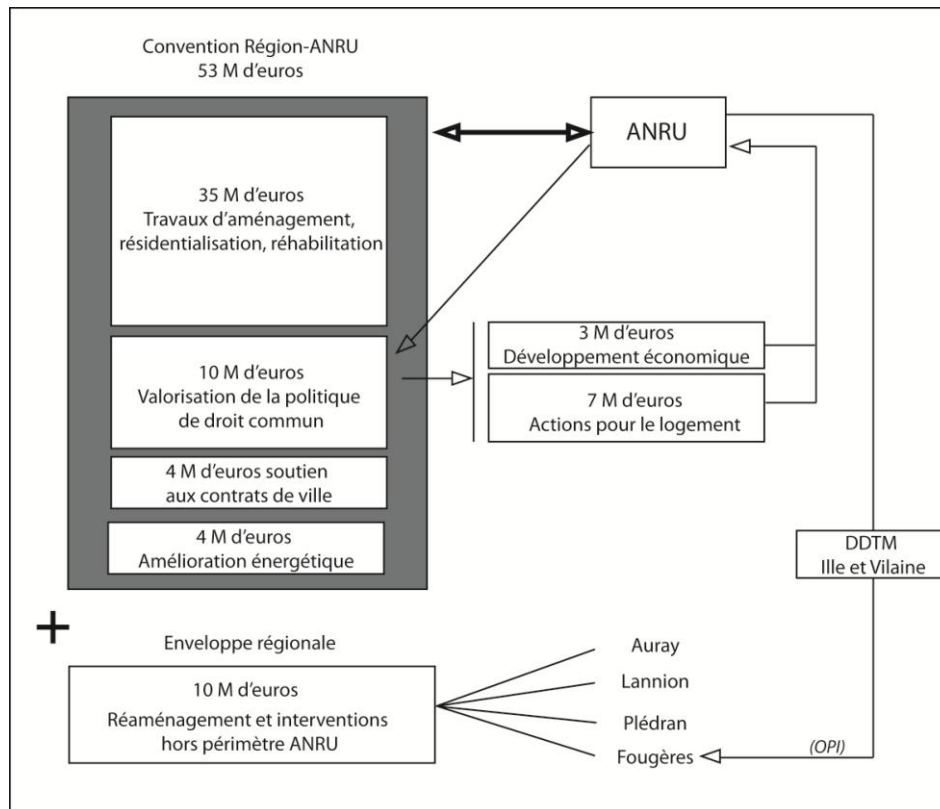 Convention Région-ANRU
53 M d'euros
ANRU
35 M d'euros
Travaux d'aménagement,
résidentialisation, réhabilitation
3 M d'euros
Développement économique
10 M d'euros
Valorisation de la politique
de droit commun
7 M d'euros
Actions pour le logement
4 M d'euros soutien
aux contrats de ville
4 M d'euros
Amélioration énergétique
DDTM
Ille et Vilaine
+
Enveloppe régionale
10 M d'euros
Réaménagement et interventions
hors périmètre ANRU
Auray
Lannion
Plédran
Fougères
(OPI)